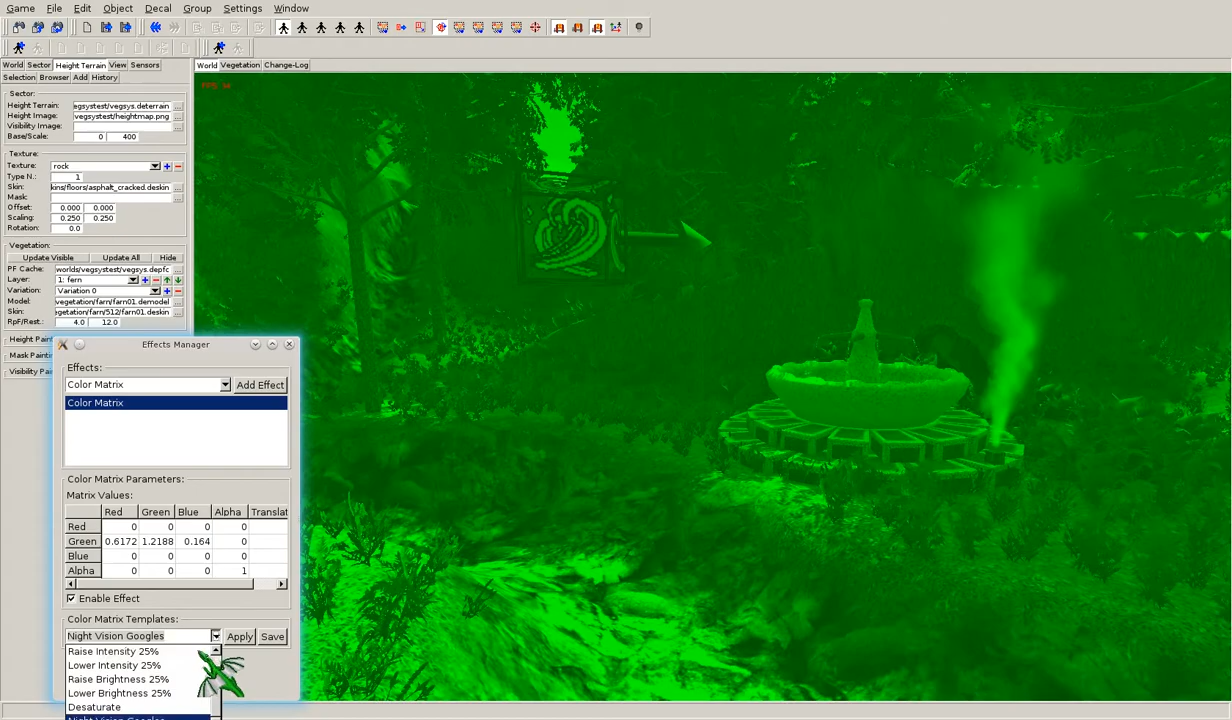 Game File Edit Object Decal Group Settings Window
World Sector Height Terrain View Sensors
World Vegetation Change-Log
Selection Browser Add History
Sector:
Height Terrain: egsystest/vegsys.deterrain ...
Height Image: vegsystest/heightmap.png ...
Visibility Image: ...
Base/Scale: 0 400
Texture:
Texture: rock
Type N.: 1
Skin: kins/floors/asphalt_cracked.deskin ...
Mask: ...
Offset: 0.000 0.000
Scaling: 0.250 0.250
Rotation: 0.0
Vegetation:
Update Visible Update All Hide
PF Cache: worlds/vegsystest/vegsys.depfc ...
Layer: 1: fern
Variation: Variation 0
Model: vegetation/farn/farn01.demodel
Skin: egetation/farn/512/farn01.deskin
RpF/Rest.: 4.0 12.0
Height Pain
Mask Paintin
Visibility Pai
Effects Manager
Effects:
Color Matrix Add Effect
Color Matrix
Color Matrix Parameters:
Matrix Values:
Red Green Blue Alpha Translat
Red 0 0 0 0
Green 0.6172 1.2188 0.164 0
Blue 0 0 0 0
Alpha 0 0 0 1
Enable Effect
Color Matrix Templates:
Night Vision Googles Apply Save
Raise Intensity 25%
Lower Intensity 25%
Raise Brightness 25%
Lower Brightness 25%
Desaturate
Night Vision Googles